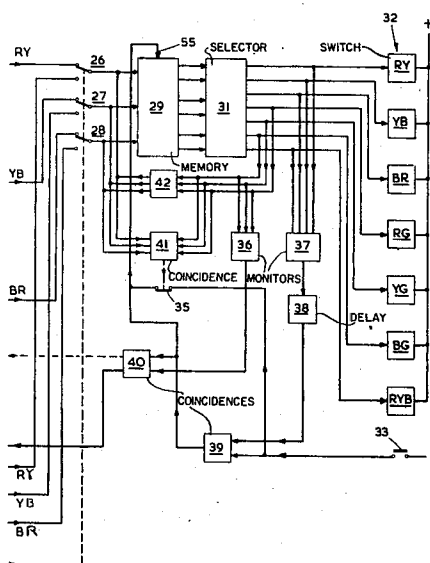 +
32
RY
26
55
SELECTOR
SWITCH
RY
27
29
31
YB
28
MEMORY
BR
42
RG
YB
41
36
37
YG
COINCIDENCE
MONITORS
35
38
BR
DELAY
BG
40
COINCIDENCES
RYB
33
39
RY
YB
BR